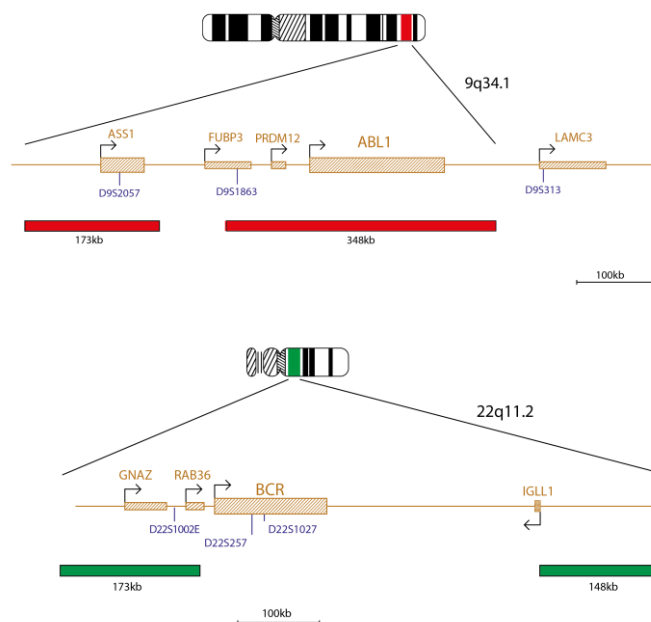 9q34.1
ASS1
FUBP3
PRDM12
ABL1
LAMC3
D9S2057
D9S1863
D9S313
173kb
348kb
100kb
22q11.2
GNAZ
RAB36
BCR
IGLL1
D22S1002E
D22S257
D22S1027
173kb
148kb
100kb